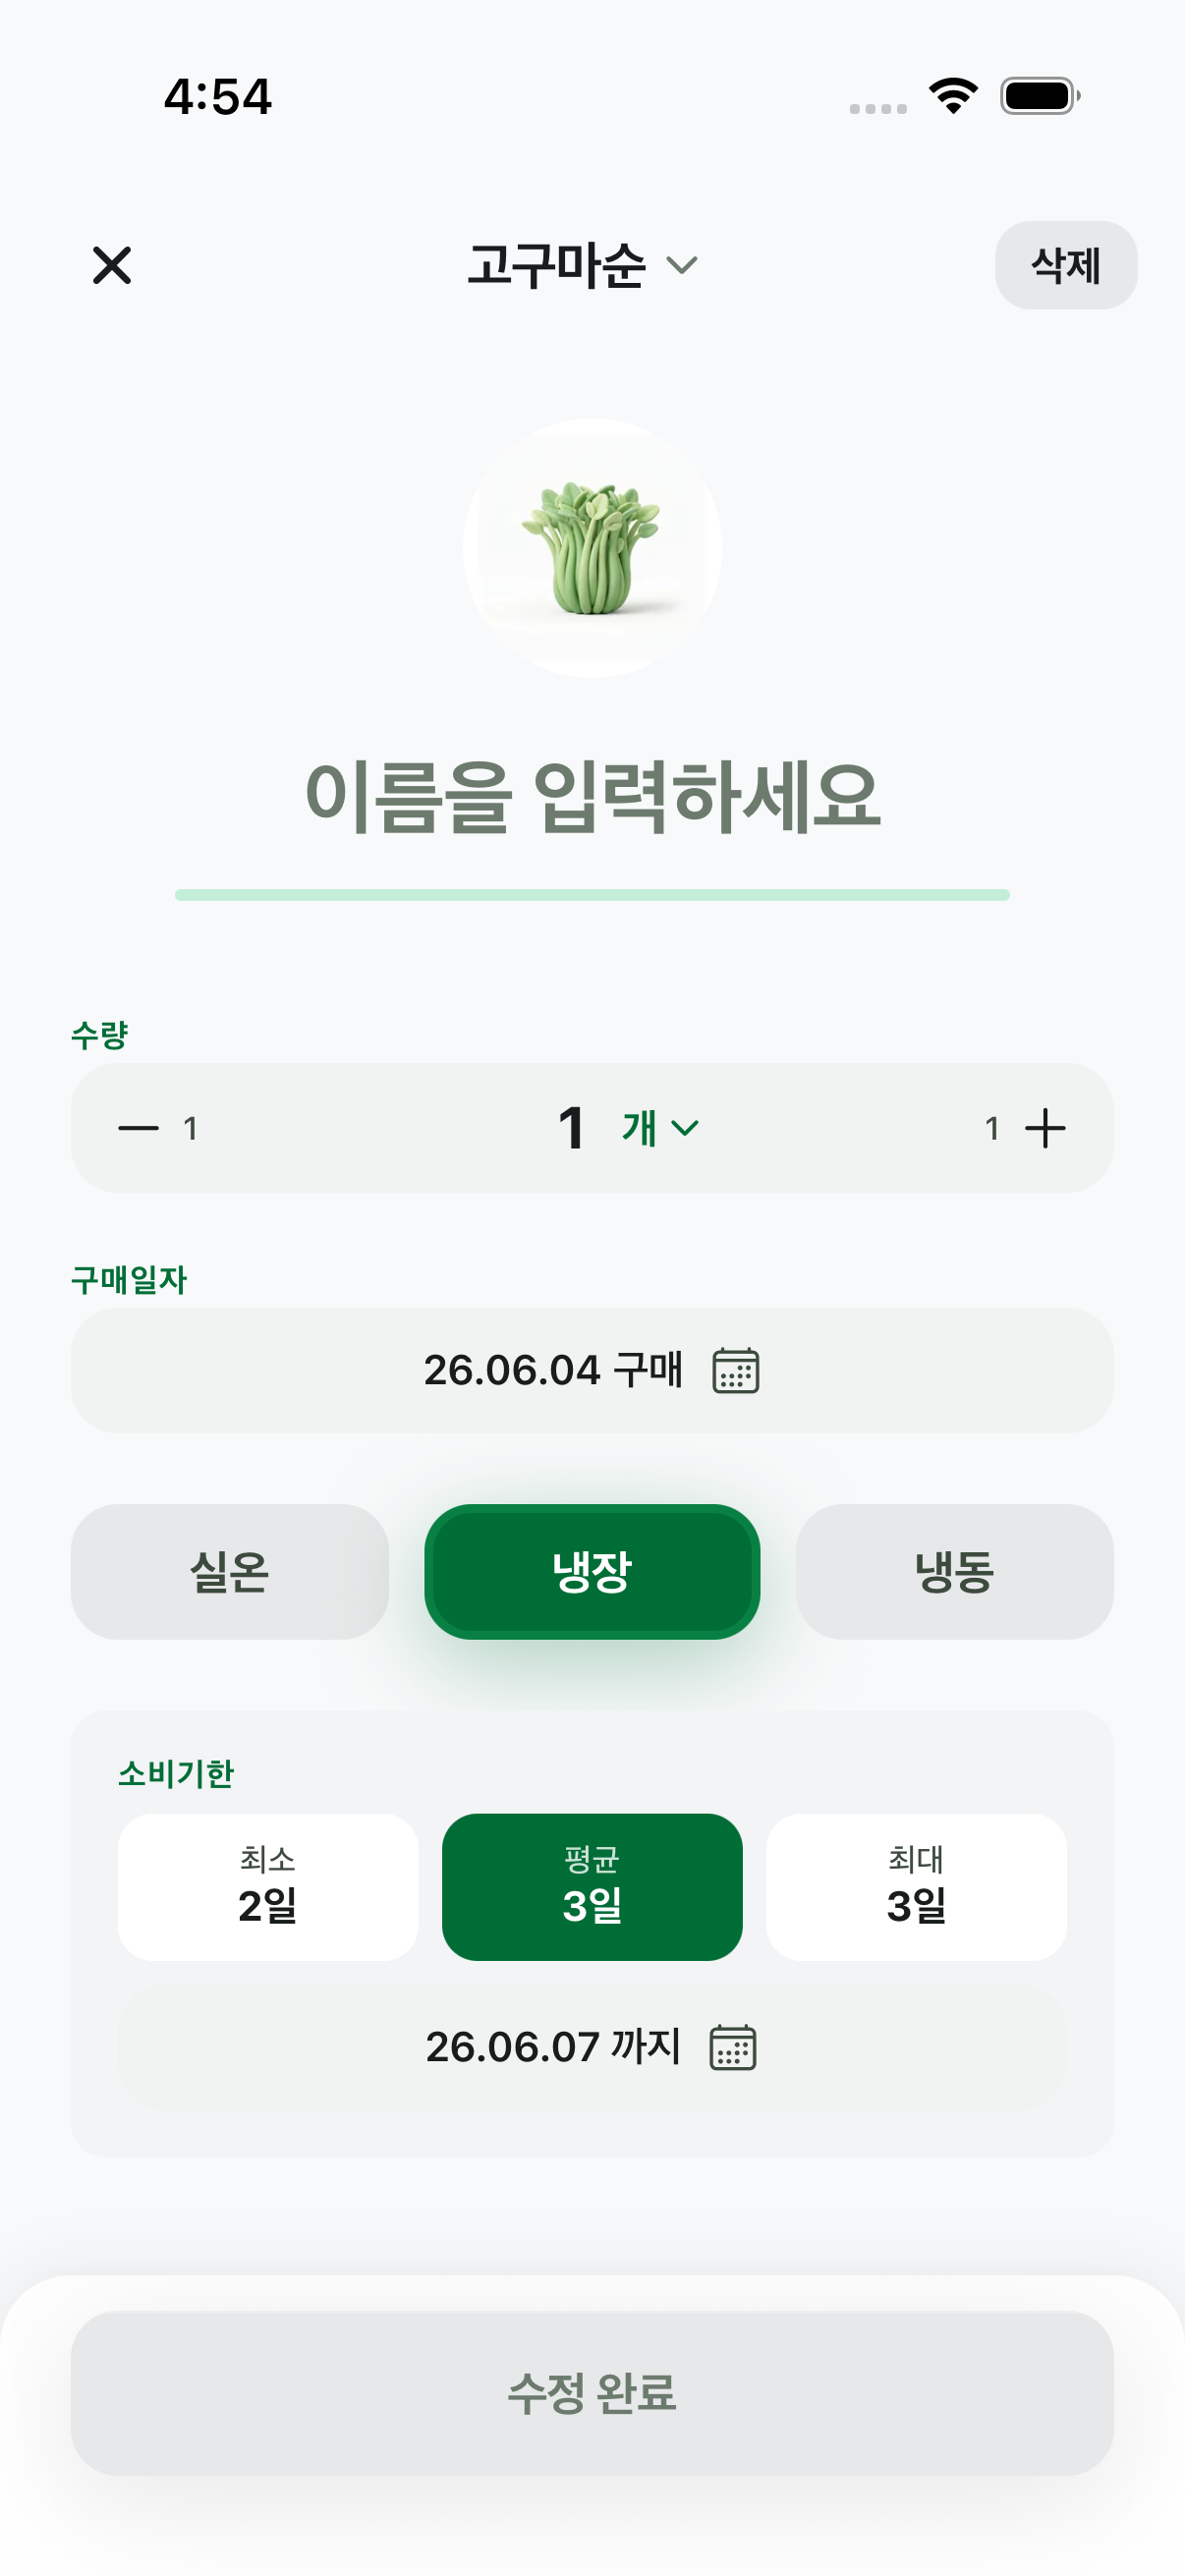 4:54
고구마순
삭제
이름을 입력하세요
수량
1 1 개 1
구매일자
26.06.04 구매
실온 냉장 냉동
소비기한
최소 평균 최대
2일 3일 3일
26.06.07 까지
수정 완료